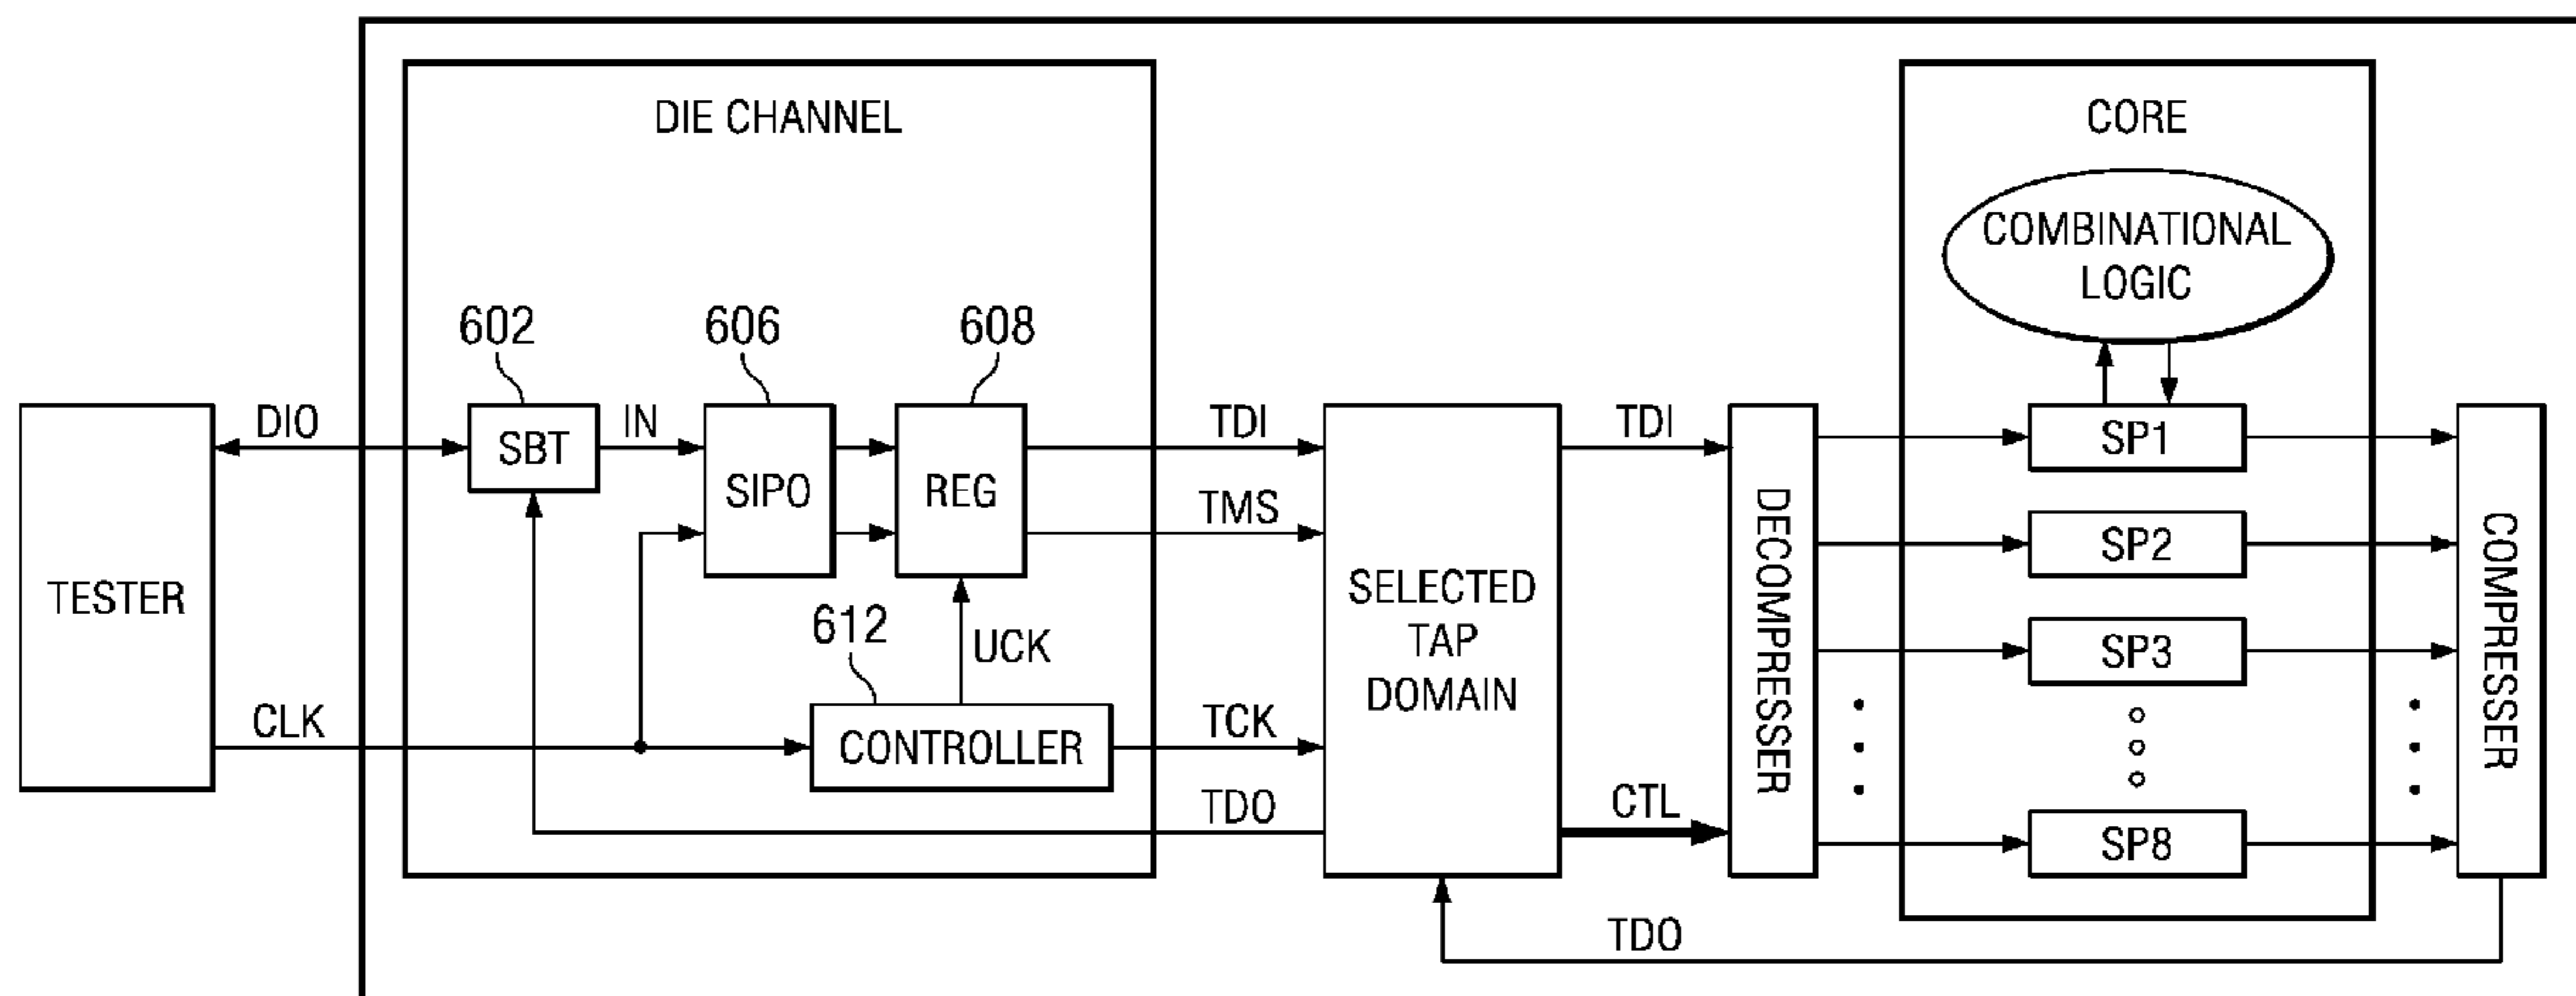 DIE CHANNEL
CORE
COMBINATIONAL
LOGIC
602
606
608
DIO
SBT
IN
SIPO
REG
TDI
TMS
TDI
SP1
SP2
SP3
SP8
TESTER
612
UCK
SELECTED
TAP
DOMAIN
DECOMPRESSER
COMPRESSER
CLK
CONTROLLER
TCK
TDO
CTL
TDO